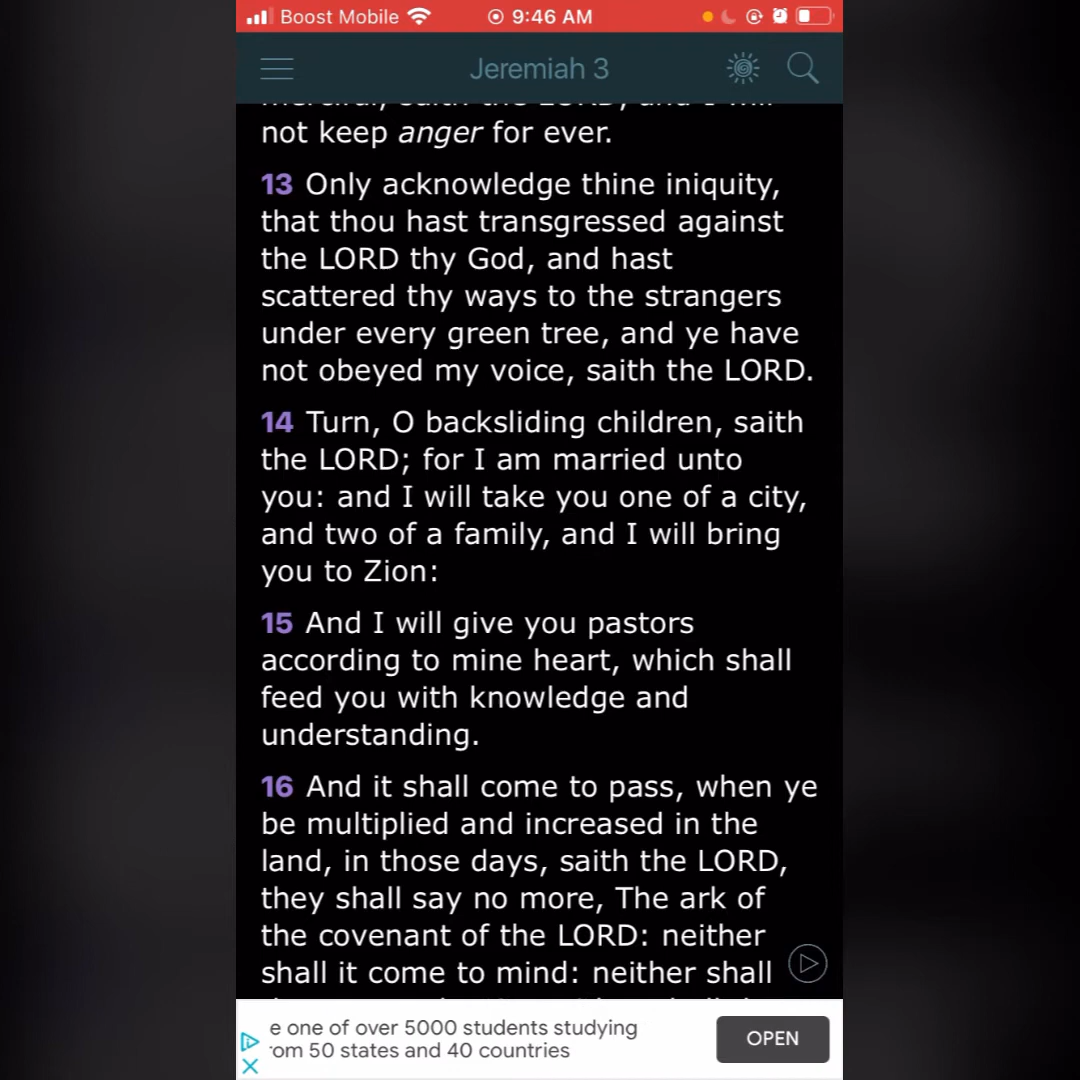 Boost Mobile 9:46 AM
Jeremiah 3
not keep anger for ever.
13 Only acknowledge thine iniquity,
that thou hast transgressed against
the LORD thy God, and hast
scattered thy ways to the strangers
under every green tree, and ye have
not obeyed my voice, saith the LORD.
14 Turn, O backsliding children, saith
the LORD; for I am married unto
you: and I will take you one of a city,
and two of a family, and I will bring
you to Zion:
15 And I will give you pastors
according to mine heart, which shall
feed you with knowledge and
understanding.
16 And it shall come to pass, when ye
be multiplied and increased in the
land, in those days, saith the LORD,
they shall say no more, The ark of
the covenant of the LORD: neither
shall it come to mind: neither shall
e one of over 5000 students studying
om 50 states and 40 countries
OPEN